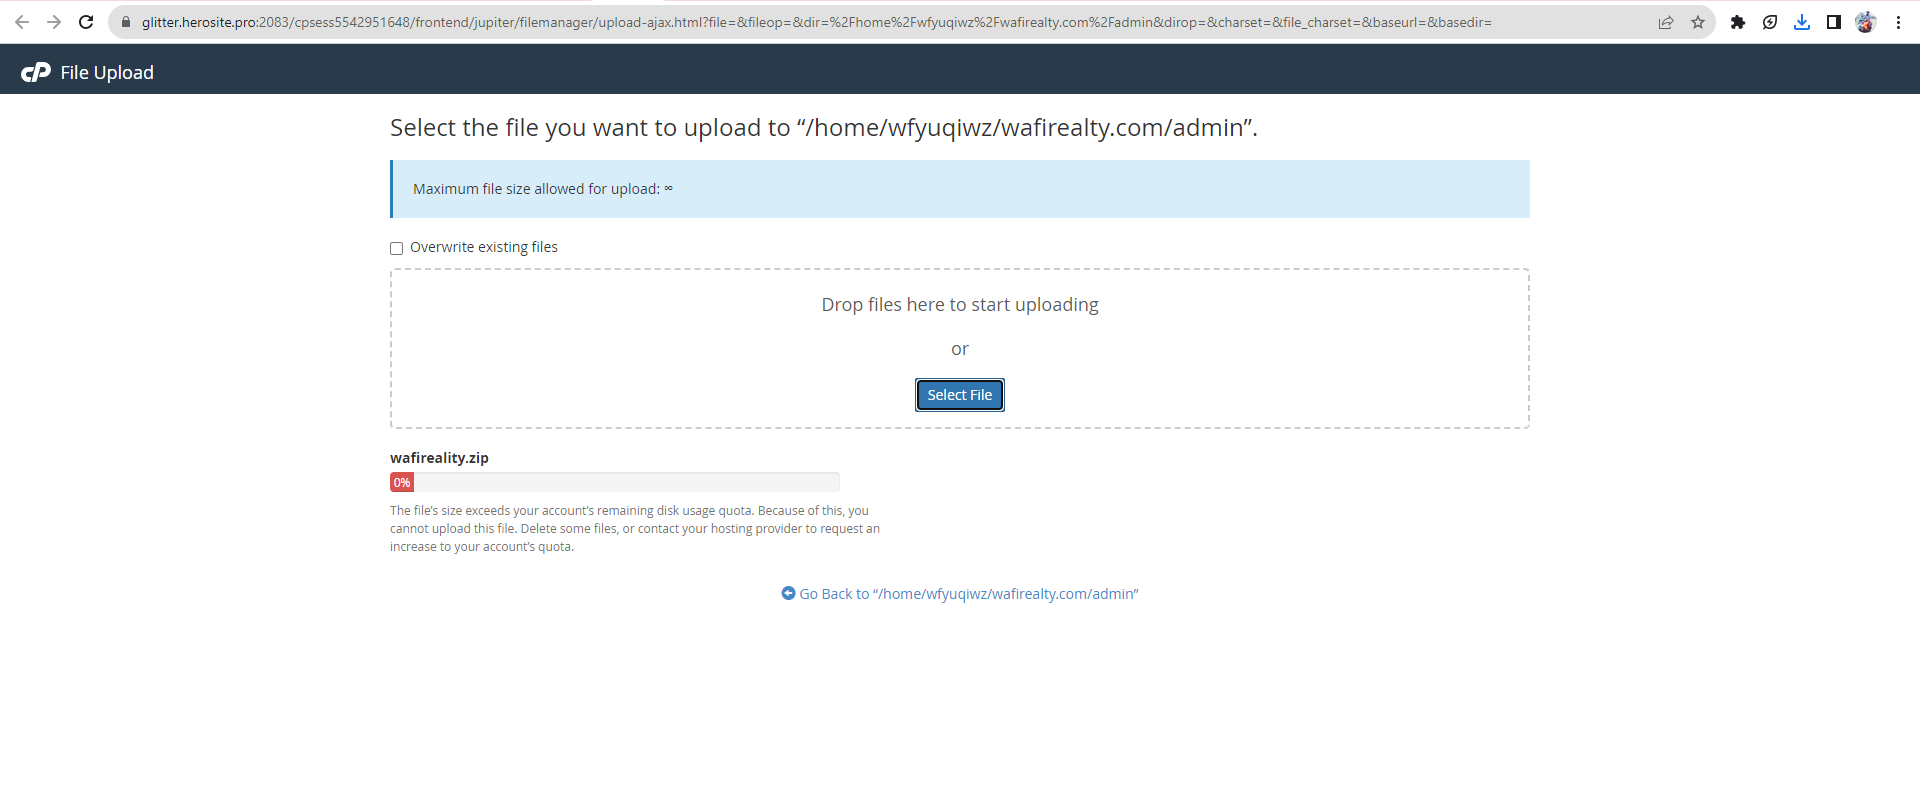 glitter.herosite.pro:2083/cpsess5542951648/frontend/jupiter/filemanager/upload-ajax.html?file=&fileop=&dir=%2Fhome%2Fwfyuqiwz%2Fwafirealty.com%2Fadmin&dirop=&charset=&file_charset=&baseurl=&basedir=
cP File Upload
Select the file you want to upload to “/home/wfyuqiwz/wafirealty.com/admin”.
Maximum file size allowed for upload: ∞
Overwrite existing files
Drop files here to start uploading
or
Select File
wafireality.zip
0%
The file’s size exceeds your account’s remaining disk usage quota. Because of this, you
cannot upload this file. Delete some files, or contact your hosting provider to request an
increase to your account’s quota.
Go Back to “/home/wfyuqiwz/wafirealty.com/admin”